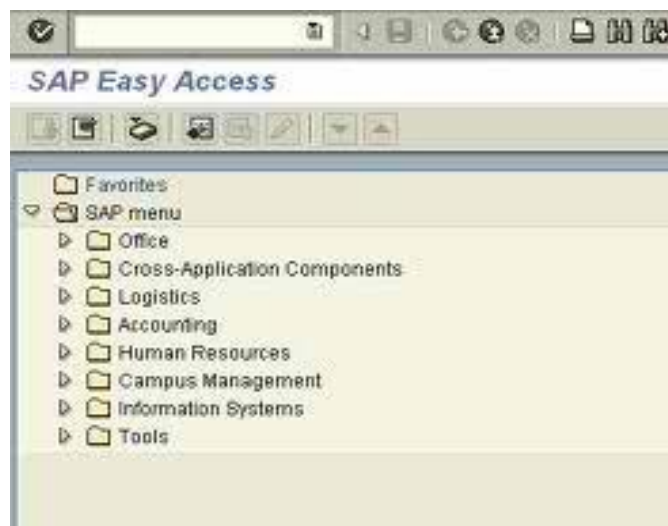 SAP Easy Access
Favorites
SAP menu
Office
Cross-Application Components
Logistics
Accounting
Human Resources
Campus Management
Information Systems
Tools